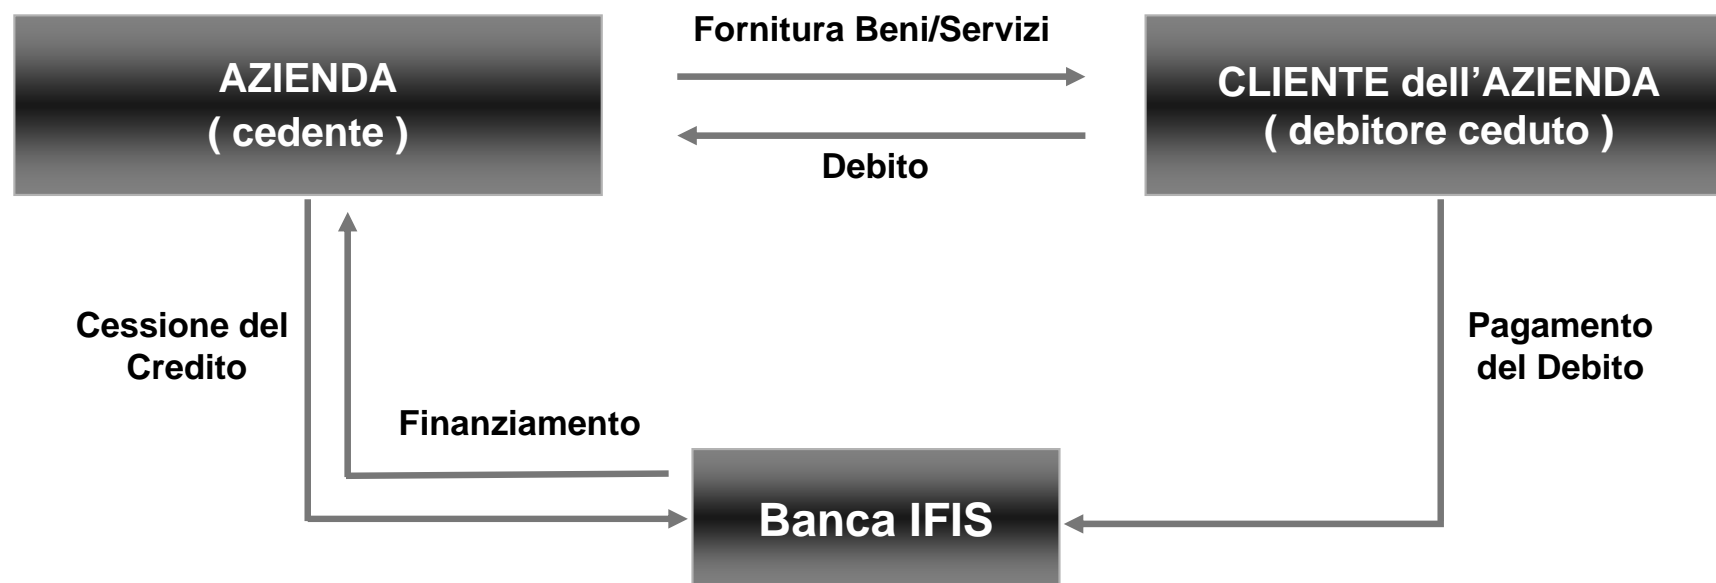 Fornitura Beni/Servizi
AZIENDA
( cedente )
CLIENTE dell’AZIENDA
( debitore ceduto )
Debito
Cessione del
Credito
Pagamento
del Debito
Finanziamento
Banca IFIS